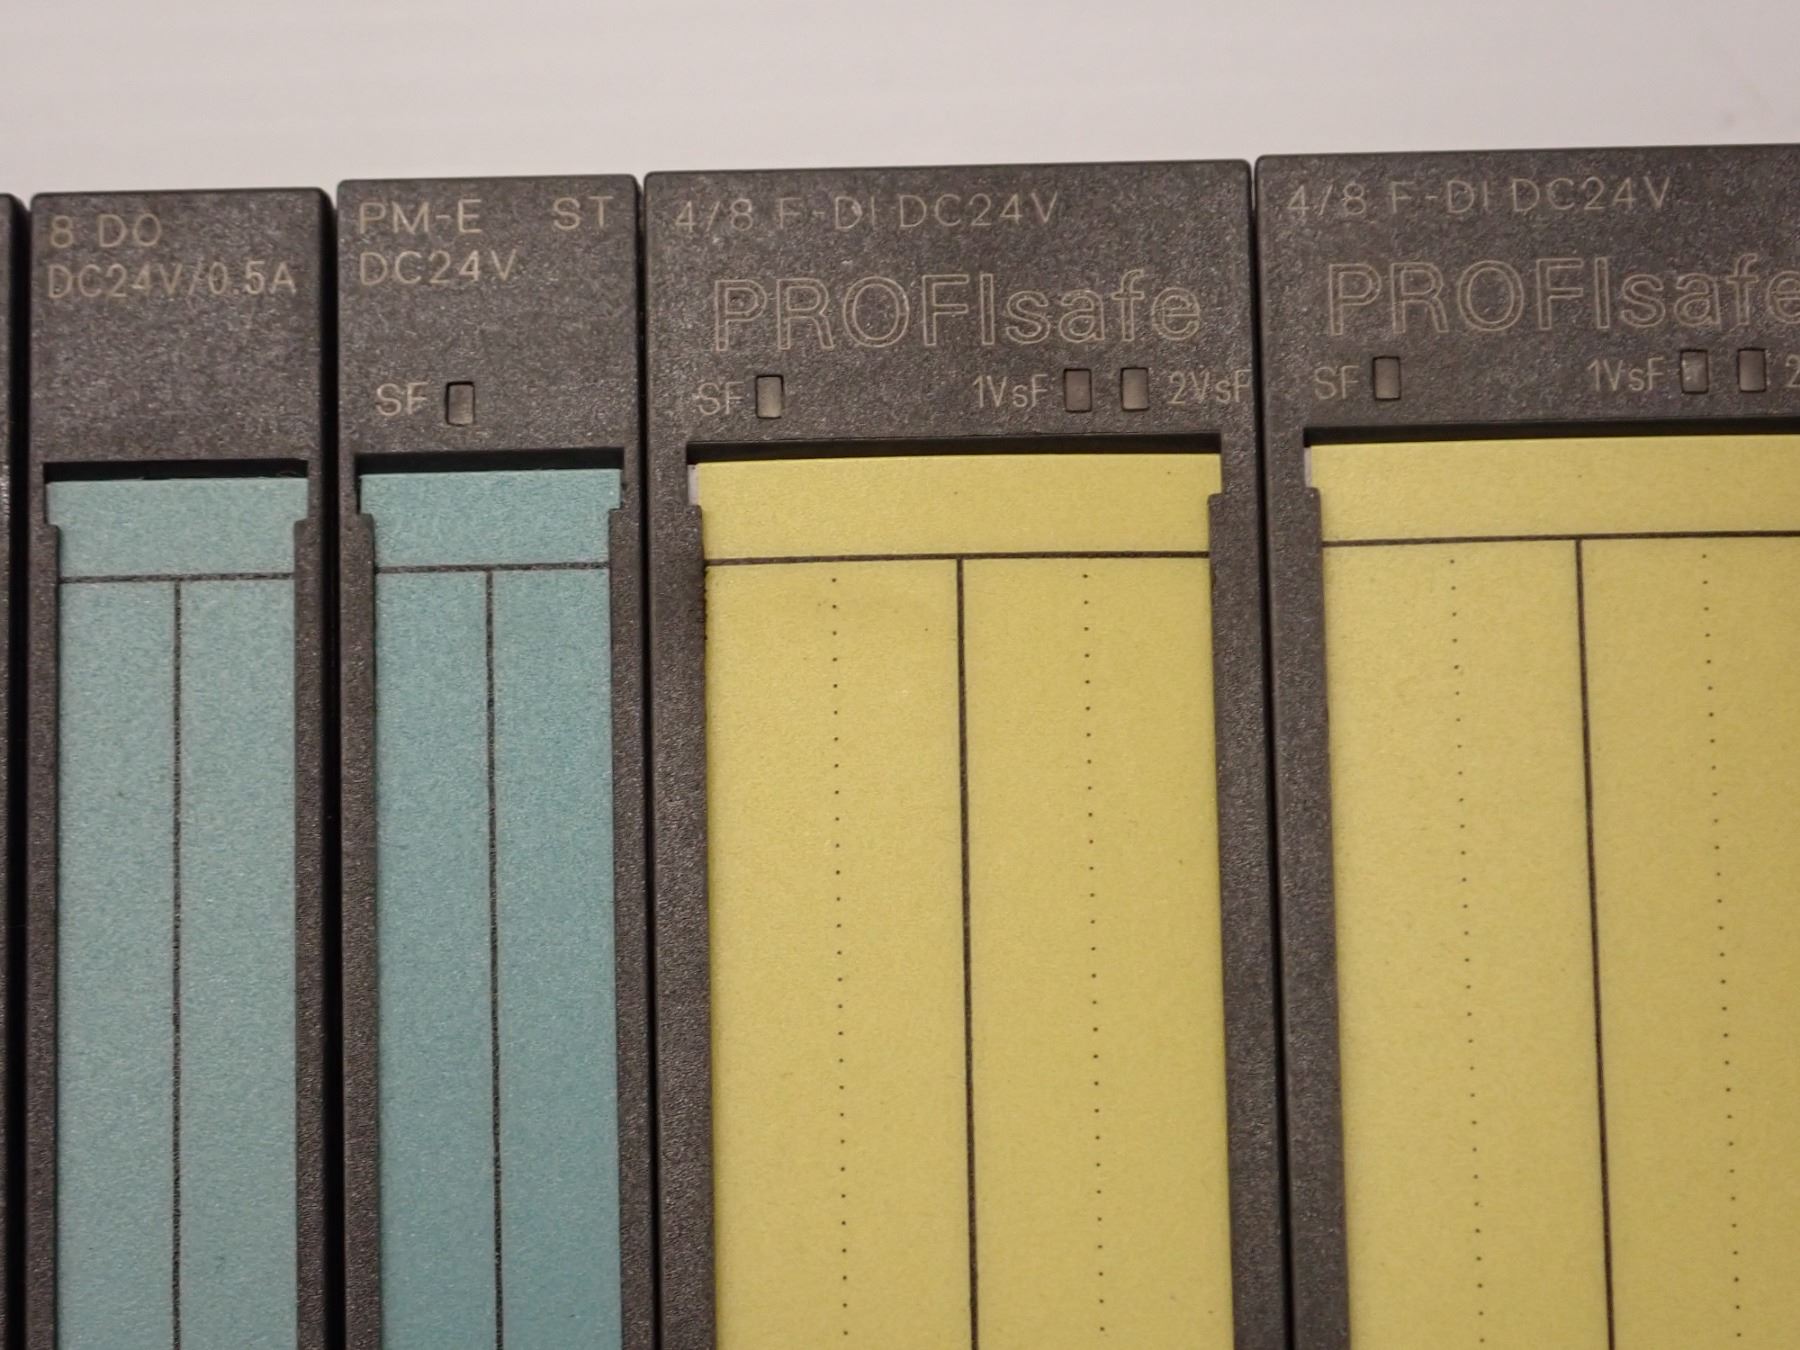 8 DO
DC24V/0.5A
PM-E ST
DC24V
SF
4/8 F-DI DC24V
PROFIsafe
SF 1VsF 2VsF
4/8 F-DI DC24V
PROFIsafe
SF 1VsF 2